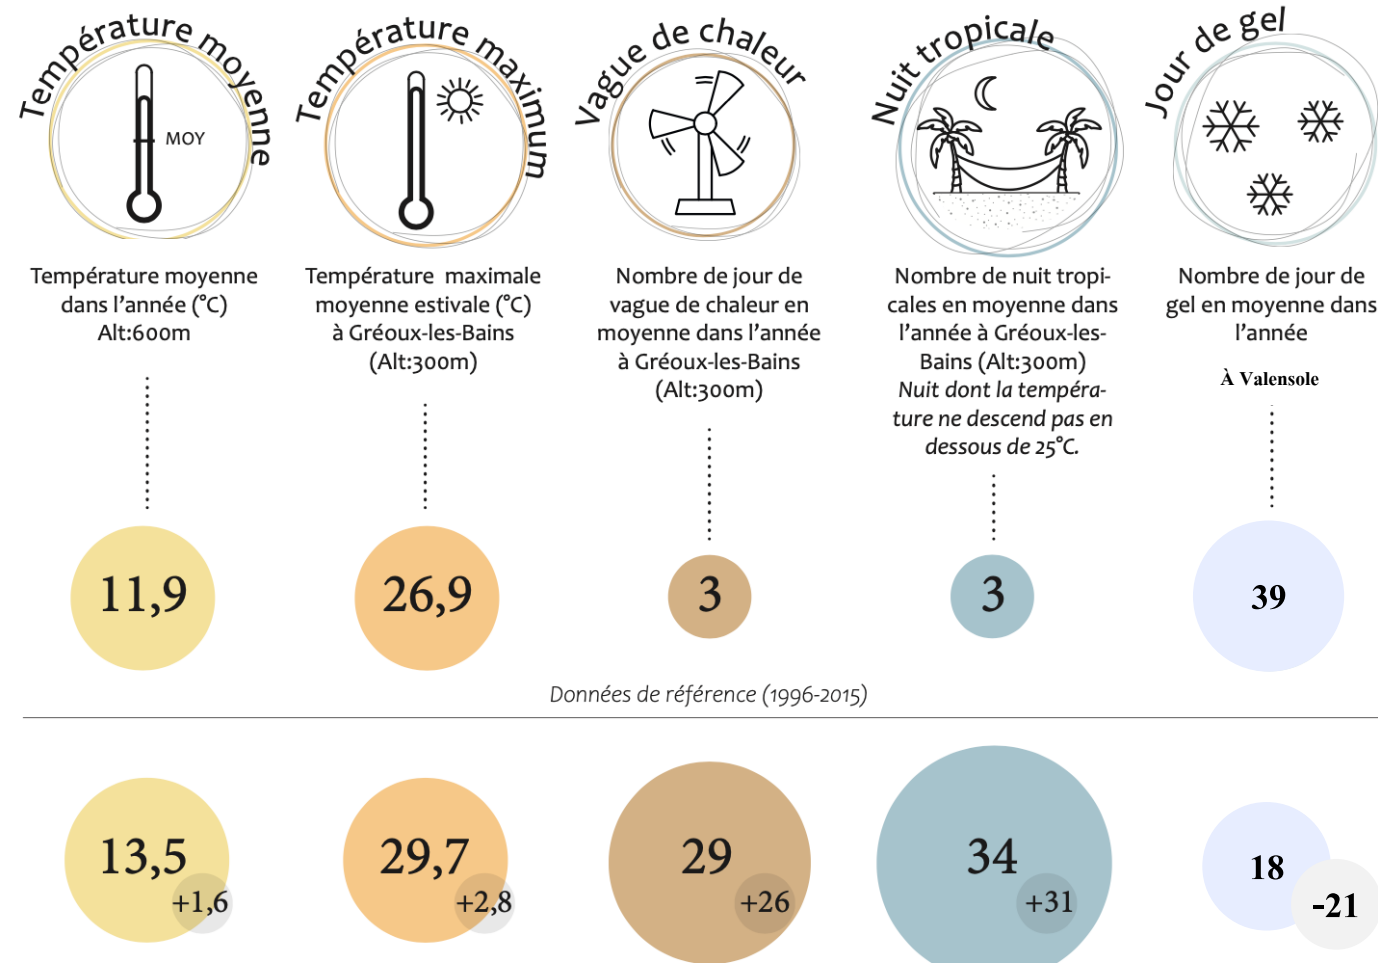 Température moyenne
MOY
Température moyenne
dans l'année (°C)
Alt:600m
Température maximum
Température maximale
moyenne estivale (°C)
à Gréoux-les-Bains
(Alt:300m)
Vague de chaleur
Nombre de jour de
vague de chaleur en
moyenne dans l'année
à Gréoux-les-Bains
(Alt:300m)
Nuit tropicale
Nombre de nuit tropi-
cales en moyenne dans
l'année à Gréoux-les-
Bains (Alt:300m)
Nuit dont la tempéra-
ture ne descend pas en
dessous de 25°C.
Jour de gel
Nombre de jour de
gel en moyenne dans
l'année
À Valensole
11,9
26,9
3
3
39
Données de référence (1996-2015)
13,5
+1,6
29,7
+2,8
29
+26
34
+31
18
-21